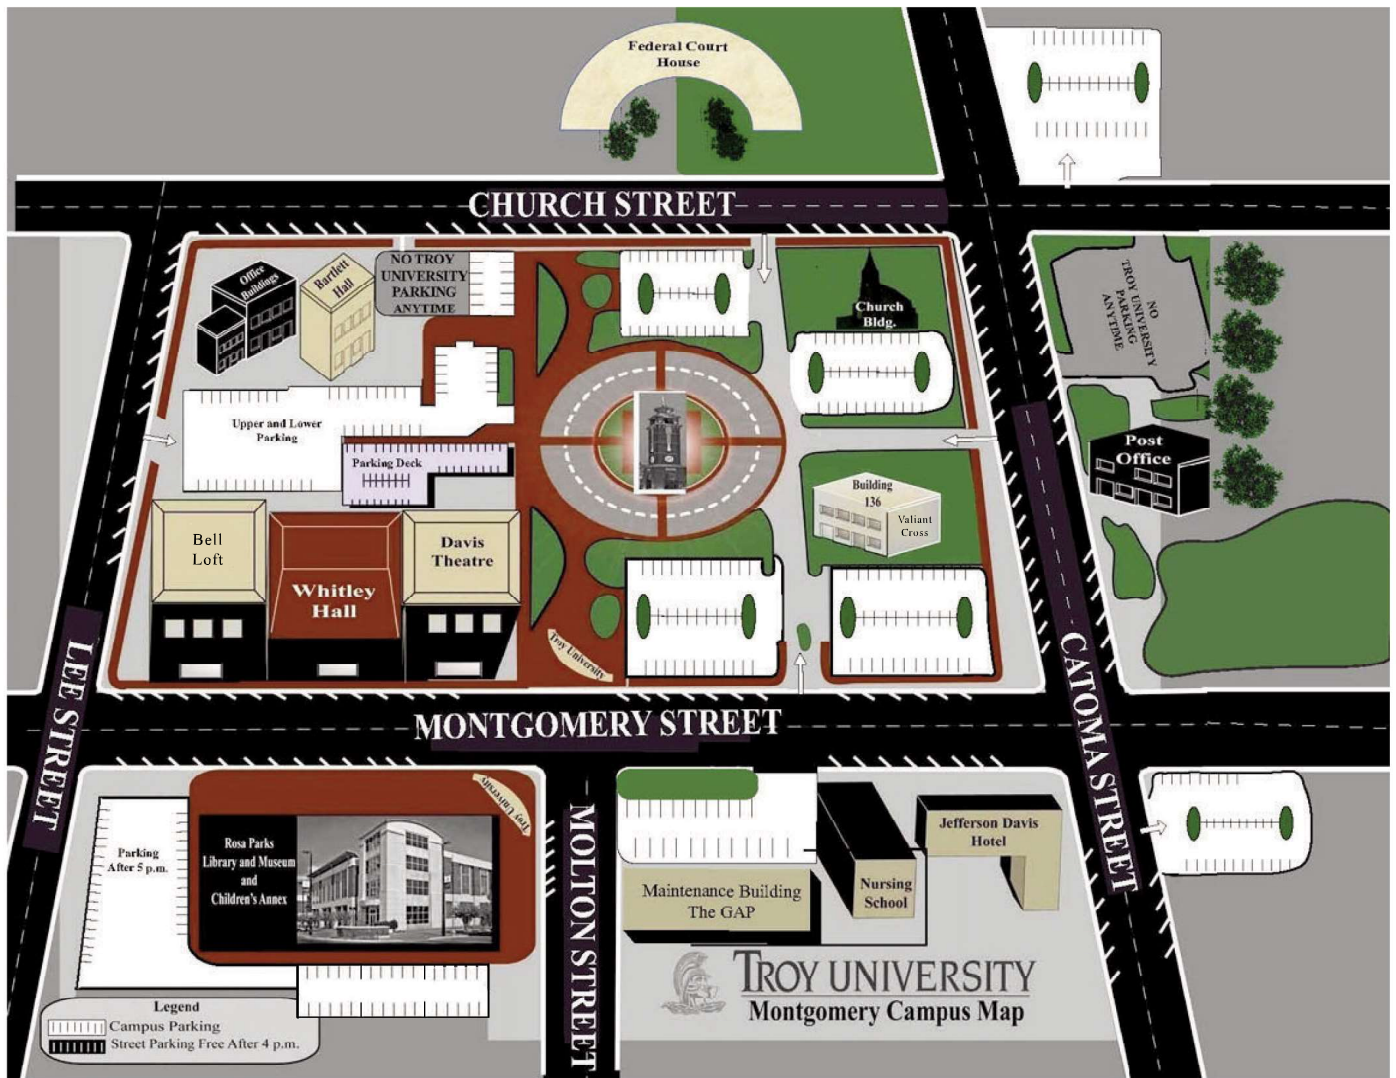 Federal Court
House
CHURCH STREET
Office
Buildings
Bartlett
Hall
NO TROY
UNIVERSITY
PARKING
ANYTIME
Church
Bldg.
NO
TROY UNIVERSITY
PARKING
ANYTIME
Upper and Lower
Parking
Parking Deck
Post
Office
Building
136
Valiant
Cross
Bell
Loft
Whitley
Hall
Davis
Theatre
Troy University
LEE STREET
MONTGOMERY STREET
CATOMA STREET
Parking
After 5 p.m.
Rosa Parks
Library and Museum
and
Children's Annex
Troy University
MOLTON STREET
Maintenance Building
The GAP
Nursing
School
Jefferson Davis
Hotel
TROY UNIVERSITY
Montgomery Campus Map
Legend
Campus Parking
Street Parking Free After 4 p.m.